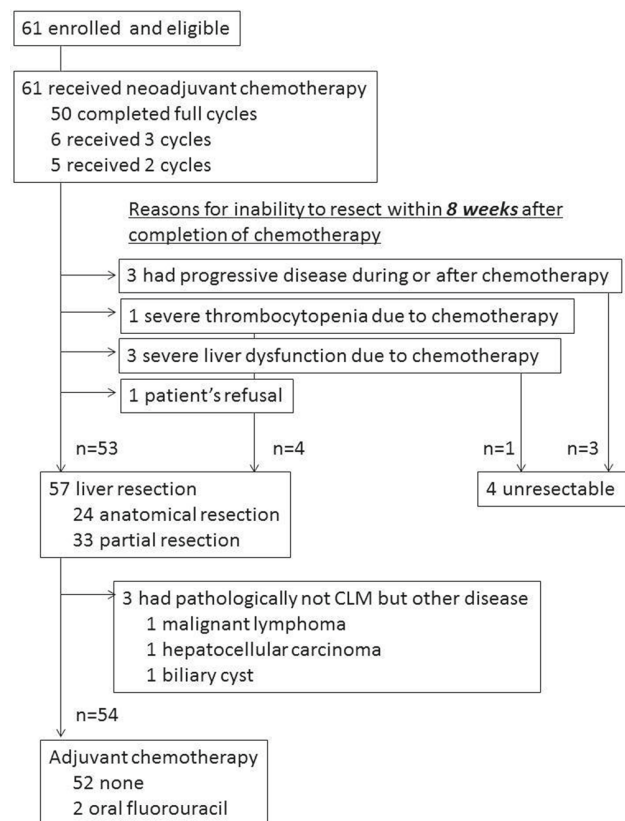 61 enrolled and eligible
61 received neoadjuvant chemotherapy
50 completed full cycles
6 received 3 cycles
5 received 2 cycles
Reasons for inability to resect within 8 weeks after
completion of chemotherapy
3 had progressive disease during or after chemotherapy
1 severe thrombocytopenia due to chemotherapy
3 severe liver dysfunction due to chemotherapy
1 patient's refusal
n=53
n=4
n=1
n=3
57 liver resection
24 anatomical resection
33 partial resection
4 unresectable
3 had pathologically not CLM but other disease
1 malignant lymphoma
1 hepatocellular carcinoma
1 biliary cyst
n=54
Adjuvant chemotherapy
52 none
2 oral fluorouracil